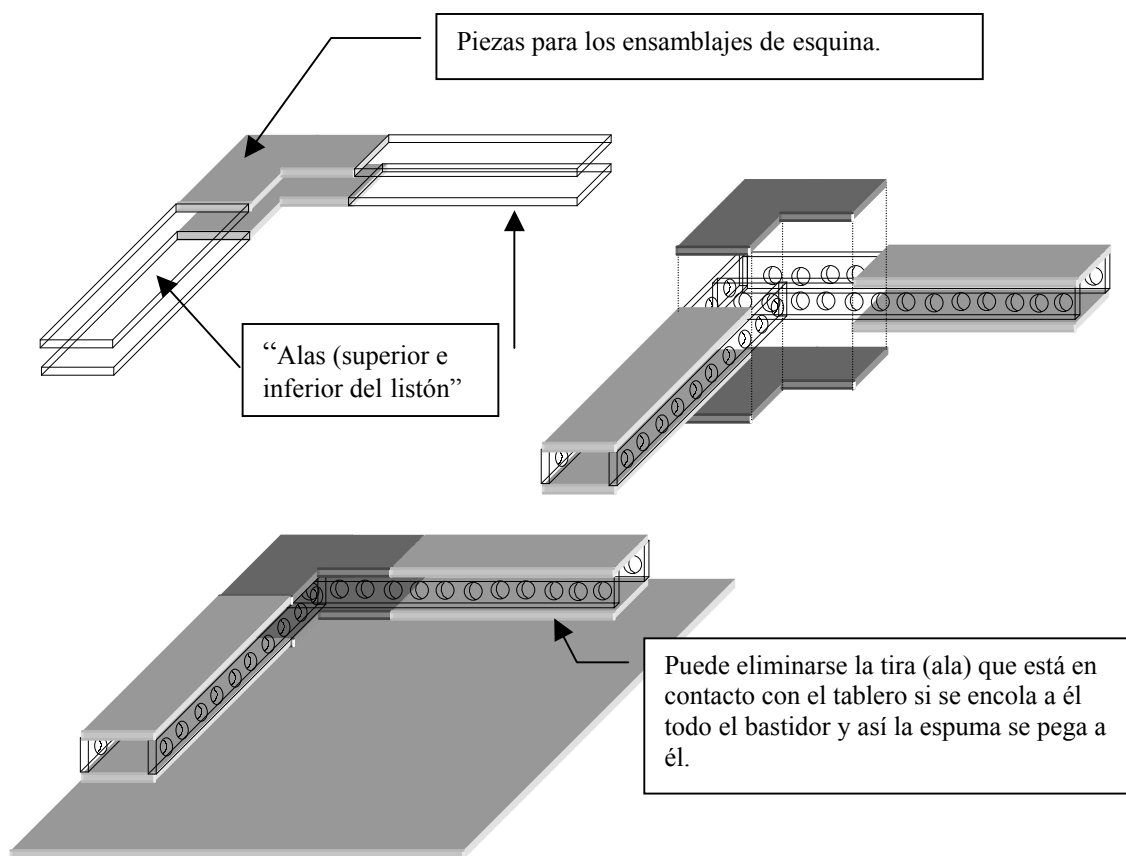 Piezas para los ensamblajes de esquina.
“Alas (superior e
inferior del listón”
Puede eliminarse la tira (ala) que está en
contacto con el tablero si se encola a él
todo el bastidor y así la espuma se pega a
él.